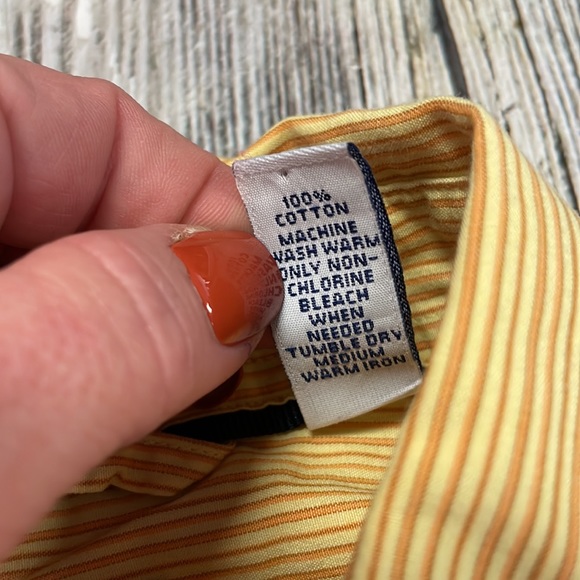 100%
COTTON
MACHINE
WASH WARM
ONLY NON-
CHLORINE
BLEACH
WHEN
NEEDED
TUMBLE DRY
MEDIUM
WARM IRON